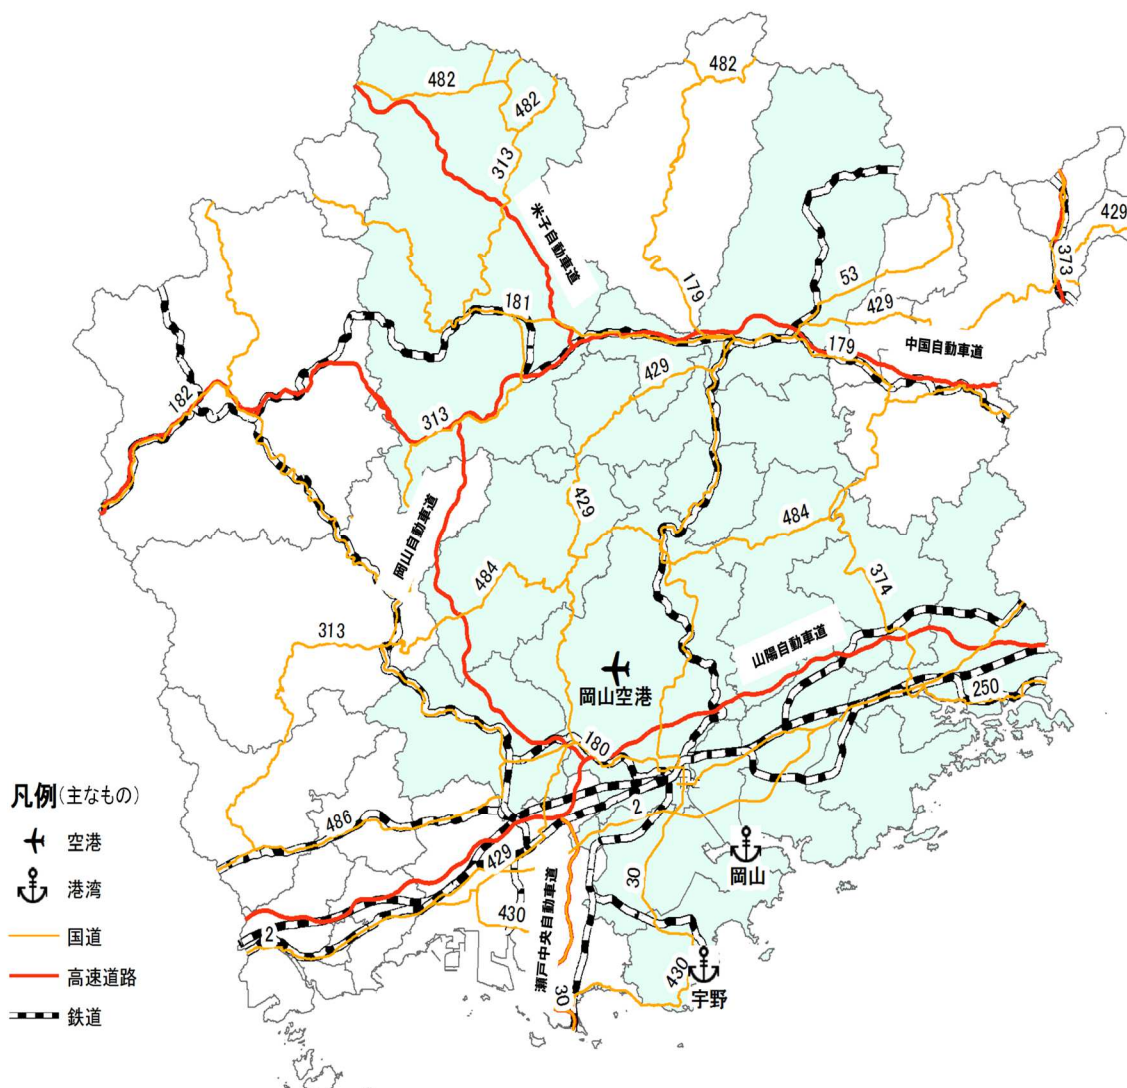 482
482
482
313
米子自動車道
429
373
53
179
181
429
179
中国自動車道
429
182
313
429
484
岡山自動車道
484
374
313
山陽自動車道
岡山空港
250
180
2
486
429
岡山
30
430
瀬戸中央自動車道
2
430
30
宇野
凡例(主なもの)
空港
港湾
国道
高速道路
鉄道